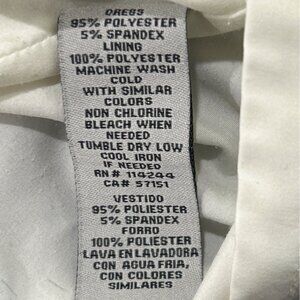 DRESS
95% POLYESTER
5% SPANDEX
LINING
100% POLYESTER
MACHINE WASH
COLD
WITH SIMILAR
COLORS
NON CHLORINE
BLEACH WHEN
NEEDED
TUMBLE DRY LOW
COOL IRON
IF NEEDED
RN# 114244
CA# 57151
VESTIDO
95% POLIESTER
5% SPANDEX
FORRO
100% POLIESTER
LAVA EN LAVADORA
CON AGUA FRIA,
CON COLORES
SIMILARES